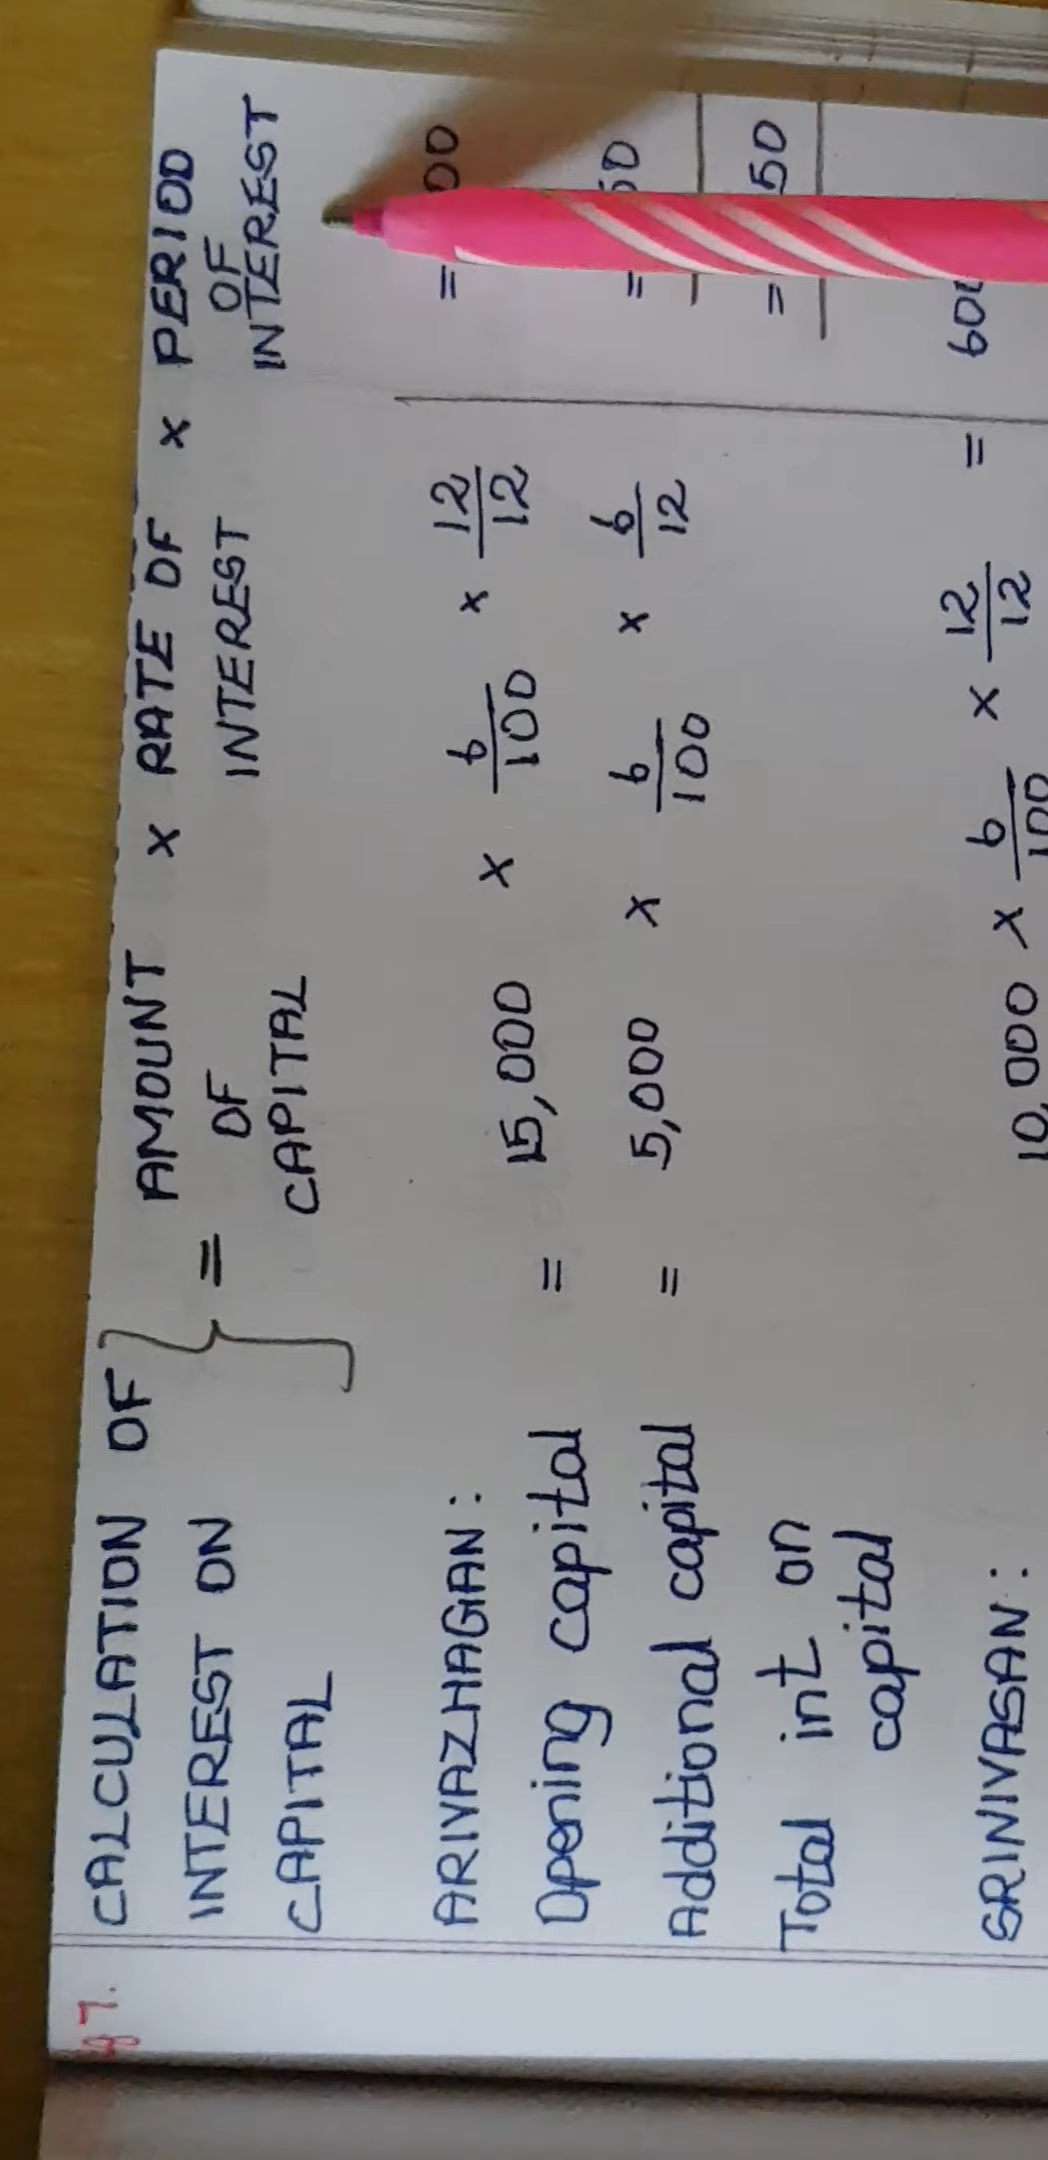 CALCULATION OF } = AMOUNT × RATE OF × PERIOD
INTEREST ON OF INTEREST OF
CAPITAL CAPITAL INTEREST
ARIVAZHAGAN:
Opening capital = 15,000 × 6/100 × 12/12 =
Additional capital = 5,000 × 6/100 × 6/12 =
Total int on =
capital
SRINIVASAN:
10,000 × 6/100 × 12/12 =